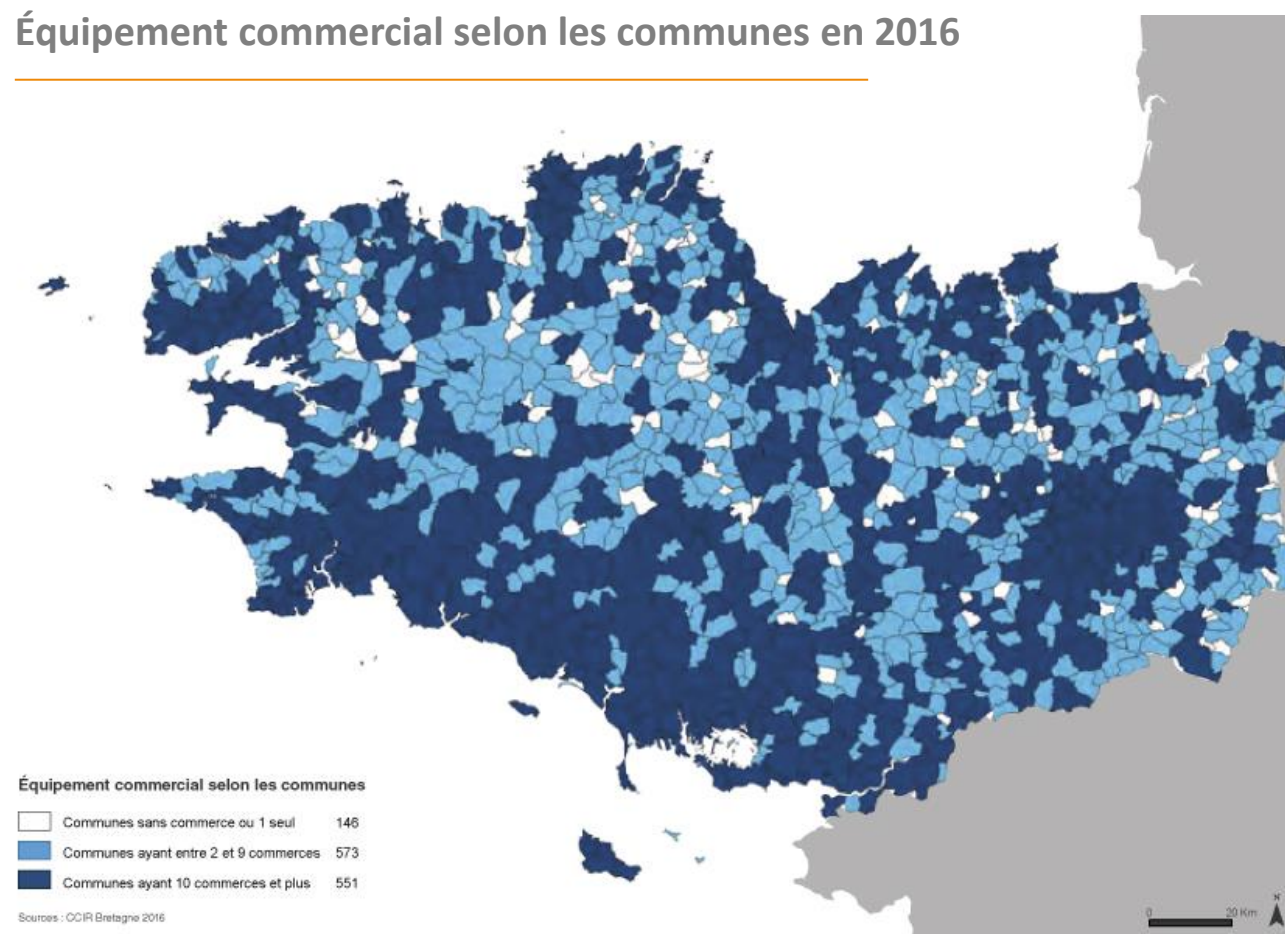 Équipement commercial selon les communes en 2016
Équipement commercial selon les communes
Communes sans commerce ou 1 seul 146
Communes ayant entre 2 et 9 commerces 573
Communes ayant 10 commerces et plus 551
Sources : CCIR Bretagne 2016
0 20 Km
N